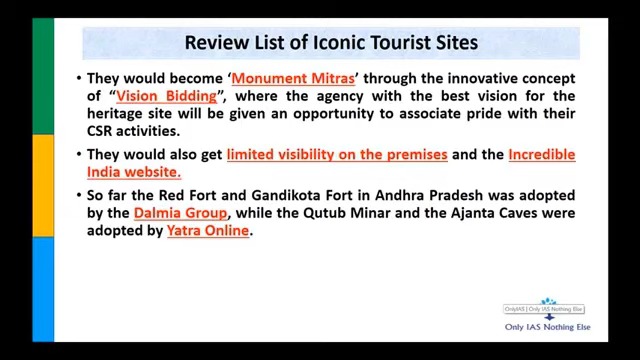 Review List of Iconic Tourist Sites
They would become ‘Monument Mitras’ through the innovative concept
of “Vision Bidding”, where the agency with the best vision for the
heritage site will be given an opportunity to associate pride with their
CSR activities.
They would also get limited visibility on the premises and the Incredible
India website.
So far the Red Fort and Gandikota Fort in Andhra Pradesh was adopted
by the Dalmia Group, while the Qutub Minar and the Ajanta Caves were
adopted by Yatra Online.
OnlyIAS | Only IAS Nothing Else
Only IAS Nothing Else